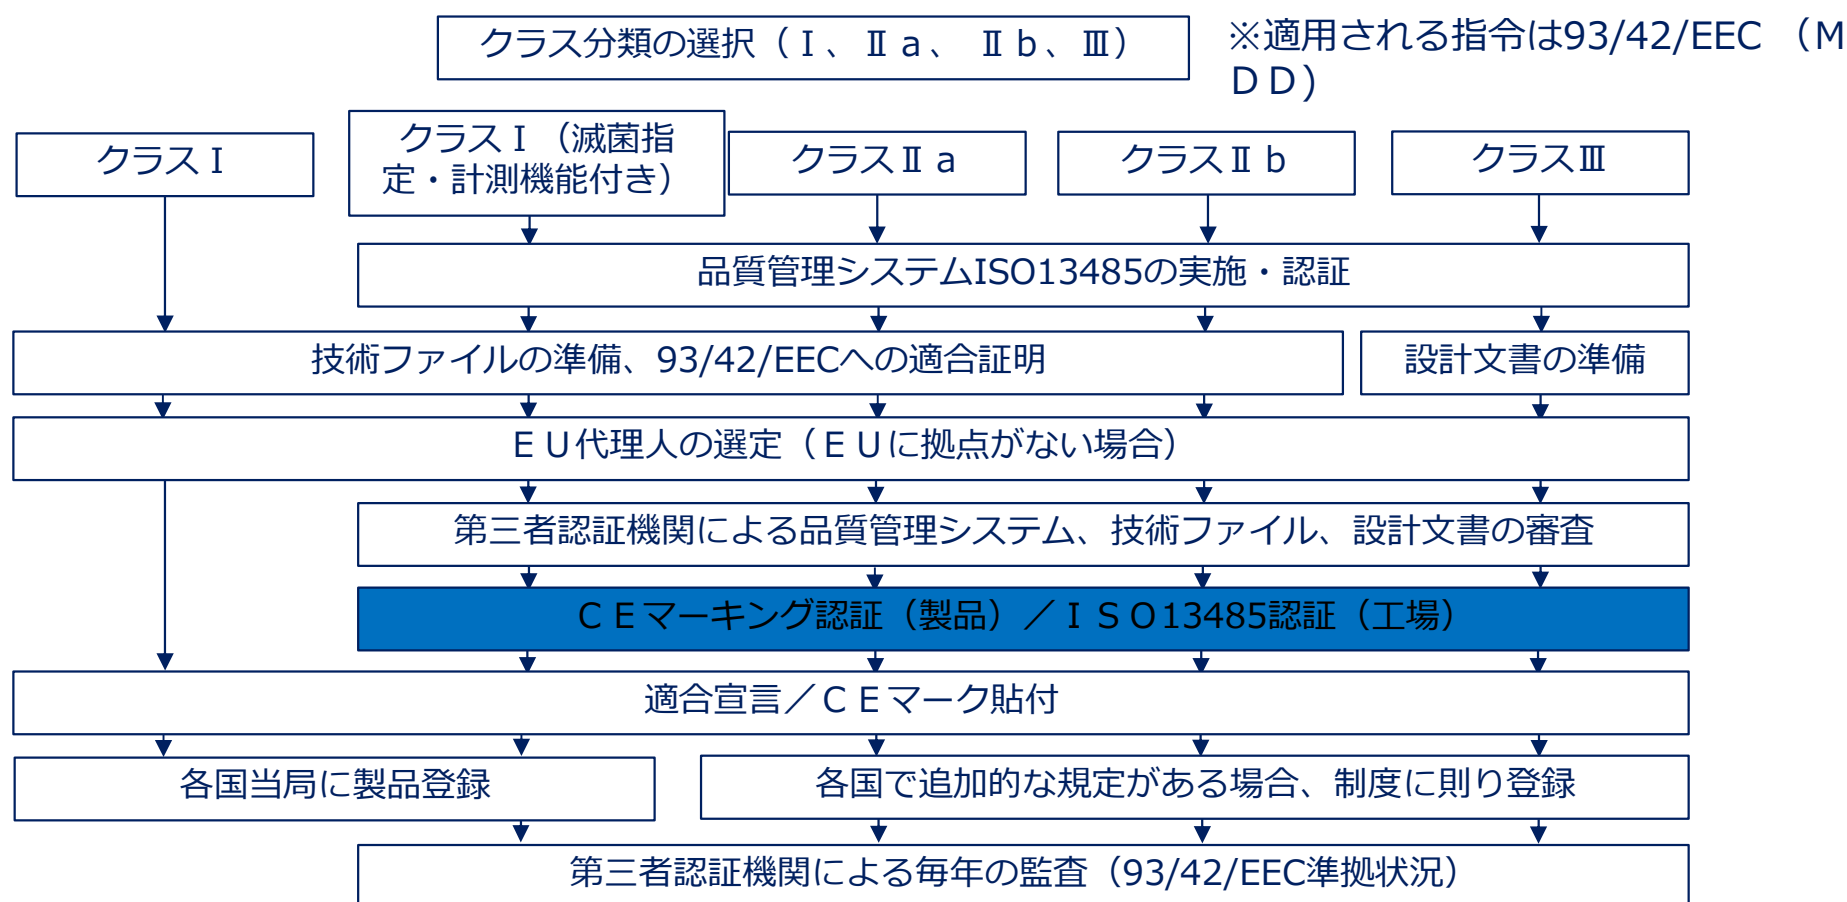 クラス分類の選択（Ⅰ、Ⅱａ、 Ⅱｂ、Ⅲ）
※適用される指令は93/42/EEC （Ｍ
ＤＤ）
クラスⅠ
クラスⅠ（滅菌指
定・計測機能付き）
クラスⅡａ
クラスⅡｂ
クラスⅢ
品質管理システムISO13485の実施・認証
技術ファイルの準備、93/42/EECへの適合証明
設計文書の準備
ＥＵ代理人の選定（ＥＵに拠点がない場合）
第三者認証機関による品質管理システム、技術ファイル、設計文書の審査
ＣＥマーキング認証（製品）／ＩＳＯ13485認証（工場）
適合宣言／ＣＥマーク貼付
各国当局に製品登録
各国で追加的な規定がある場合、制度に則り登録
第三者認証機関による毎年の監査（93/42/EEC準拠状況）